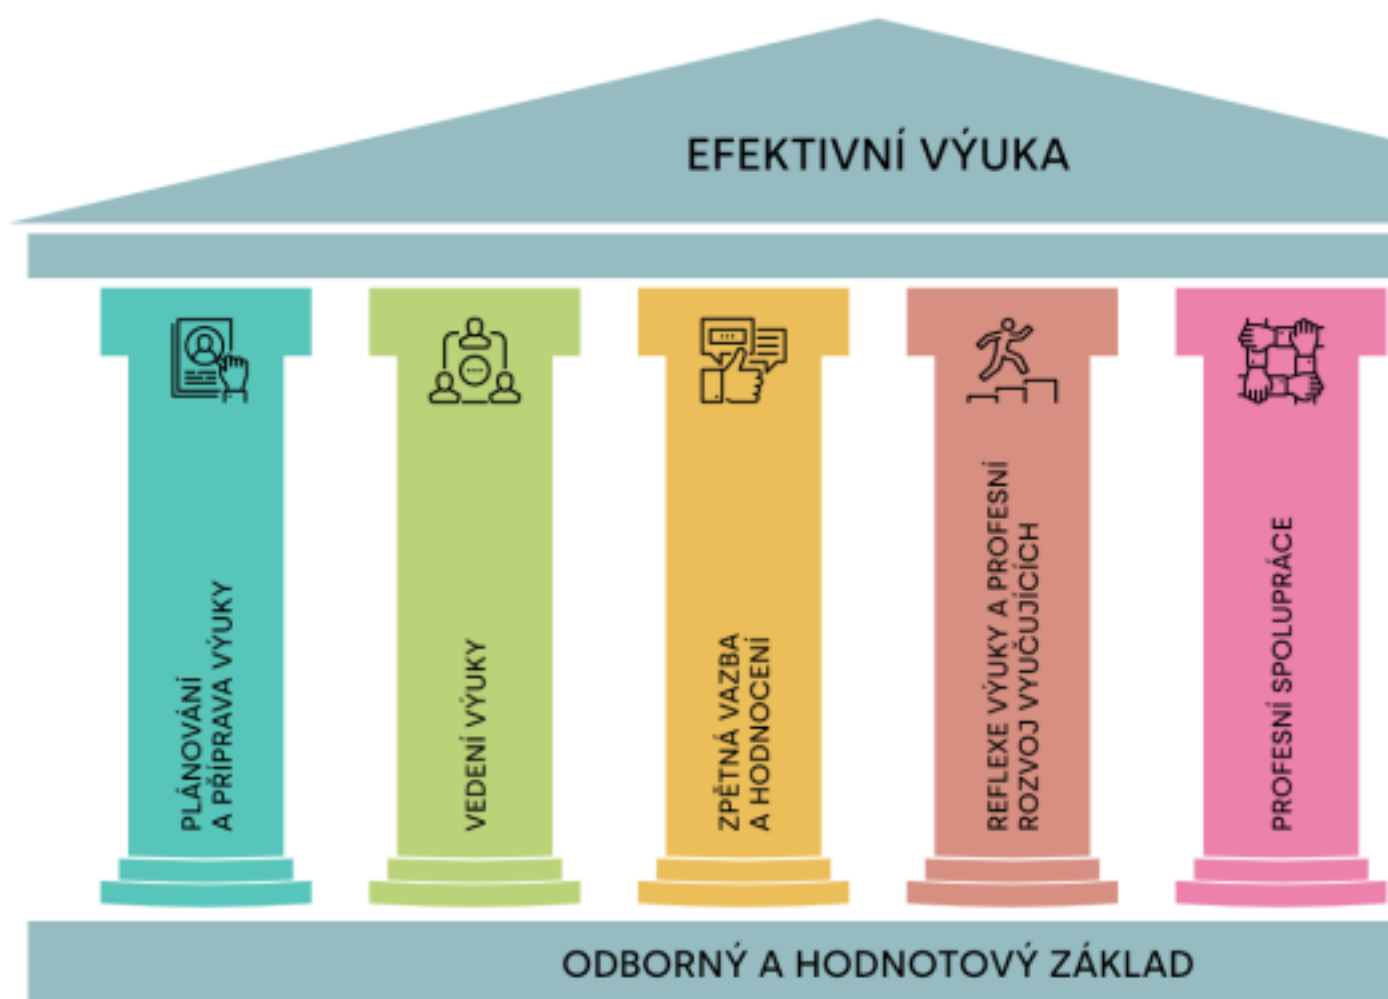 EFEKTIVNÍ VÝUKA
PLÁNOVÁNÍ
A PŘÍPRAVA VÝUKY
VEDENÍ VÝUKY
ZPĚTNÁ VAZBA
A HODNOCENÍ
REFLEXE VÝUKY A PROFESNÍ
ROZVOJ VYUČUJÍCÍCH
PROFESNÍ SPOLUPRÁCE
ODBORNÝ A HODNOTOVÝ ZÁKLAD